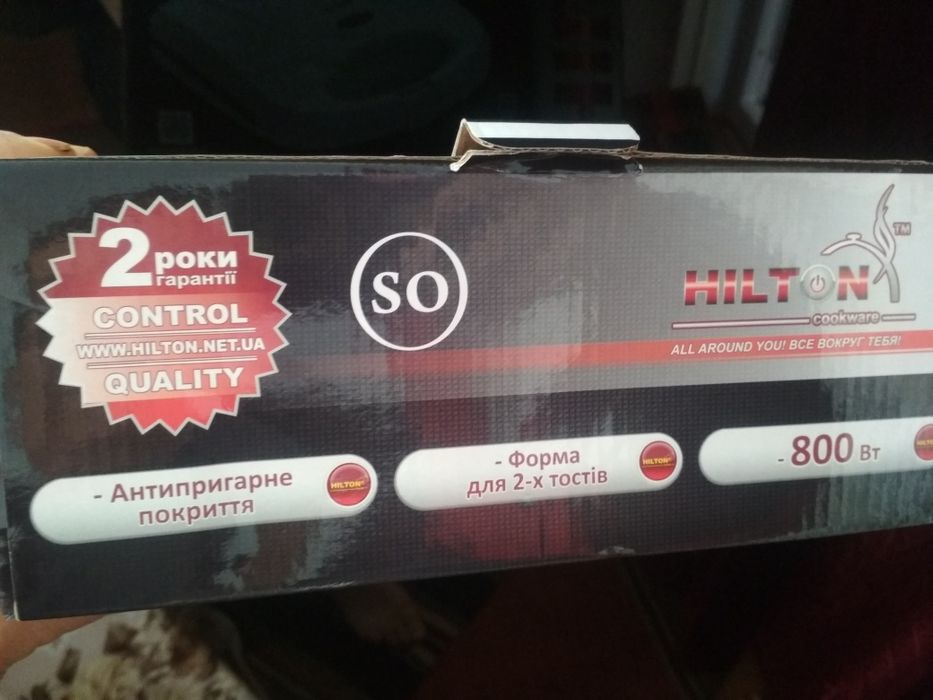 2 роки
гарантії
CONTROL
WWW.HILTON.NET.UA
QUALITY
SO
HILTON
TM
cookware
ALL AROUND YOU! ВСЕ ВОКРУГ ТЕБЯ!
- Антипригарне
покриття
HILTON
- Форма
для 2-х тостів
HILTON
- 800 Вт